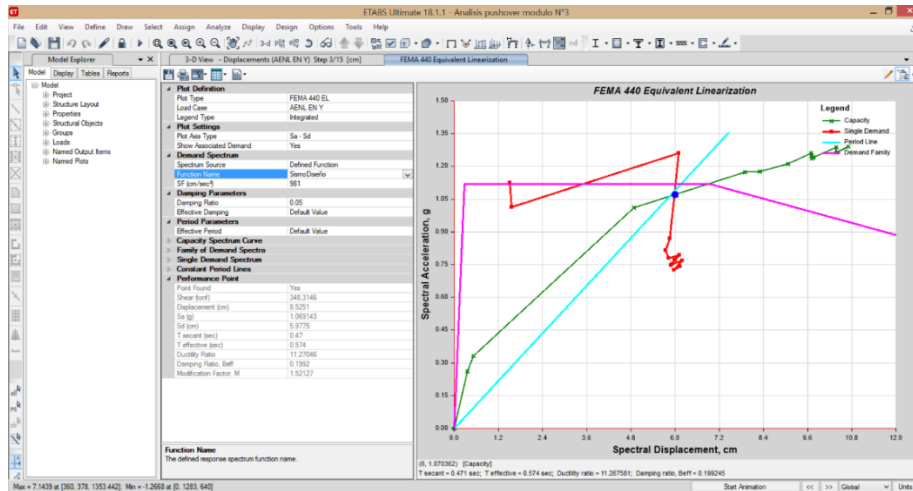 ETABS Ultimate 18.1.1 - Analisis pushover modulo N°3
File Edit View Define Draw Select Assign Analyze Display Design Options Tools Help
Model Explorer
3-D View - Displacements (AENL EN Y) Step 3/15 [cm]
FEMA 440 Equivalent Linearization
Model Display Tables Reports
Model
Project
Structure Layout
Properties
Structural Objects
Groups
Loads
Named Output Items
Named Plots
Plot Definition
Plot Type FEMA 440 EL
Load Case AENL EN Y
Legend Type Integrated
Plot Settings
Plot Axis Type Sa - Sd
Show Associated Demand Yes
Demand Spectrum
Spectrum Source Defined Function
Function Name SismoDiseño
SF (cm/sec²) 981
Damping Parameters
Damping Ratio 0.05
Effective Damping Default Value
Period Parameters
Effective Period Default Value
Capacity Spectrum Curve
Family of Demand Spectra
Single Demand Spectrum
Constant Period Lines
Performance Point
Point Found Yes
Shear (tonf) 348.3146
Displacement (cm) 8.5251
Sa (g) 1.069143
Sd (cm) 5.9775
T secant (sec) 0.47
T effective (sec) 0.574
Ductility Ratio 11.27046
Damping Ratio, Beff 0.1992
Modification Factor, M 1.52127
Function Name
The defined response spectrum function name.
FEMA 440 Equivalent Linearization
Legend
Capacity
Single Demand
Period Line
Demand Family
Spectral Acceleration, g
1.50
1.35
1.20
1.05
0.90
0.75
0.60
0.45
0.30
0.15
0.00
0.0 1.2 2.4 3.6 4.8 6.0 7.2 8.4 9.6 10.8 12.0
Spectral Displacement, cm
(6, 1.070382) [Capacity]
T secant = 0.471 sec; T effective = 0.574 sec; Ductility ratio = 11.267581; Damping ratio, Beff = 0.199245
Max = 7.1439 at [360, 378, 1353.442]; Min = -1.2668 at [0, 1283, 640]
Start Animation << >> Global Units